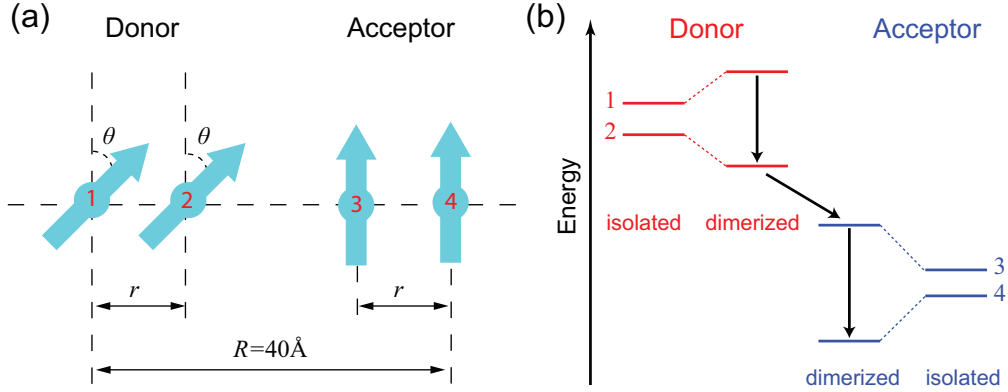 (a)
Donor
Acceptor
θ
θ
1
2
3
4
r
r
R=40Å
(b)
Energy
Donor
Acceptor
1
2
isolated
dimerized
3
4
dimerized
isolated